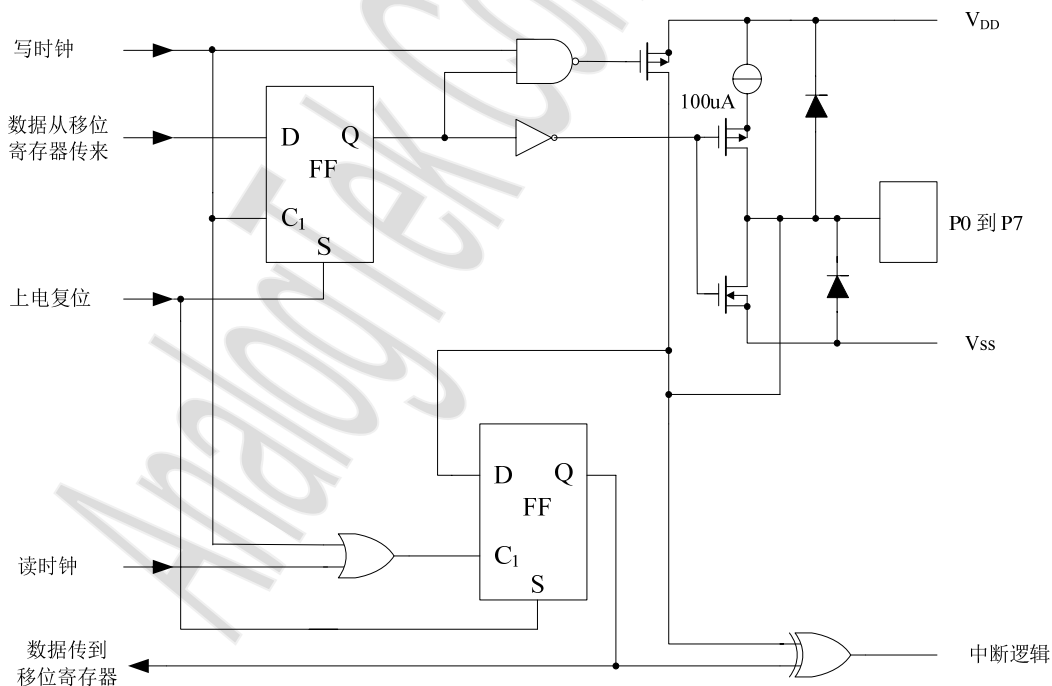 写时钟
V_DD
100uA
数据从移位
寄存器传来
D
Q
FF
C₁
S
P0 到 P7
上电复位
Vss
D
Q
FF
C₁
S
读时钟
数据传到
移位寄存器
中断逻辑